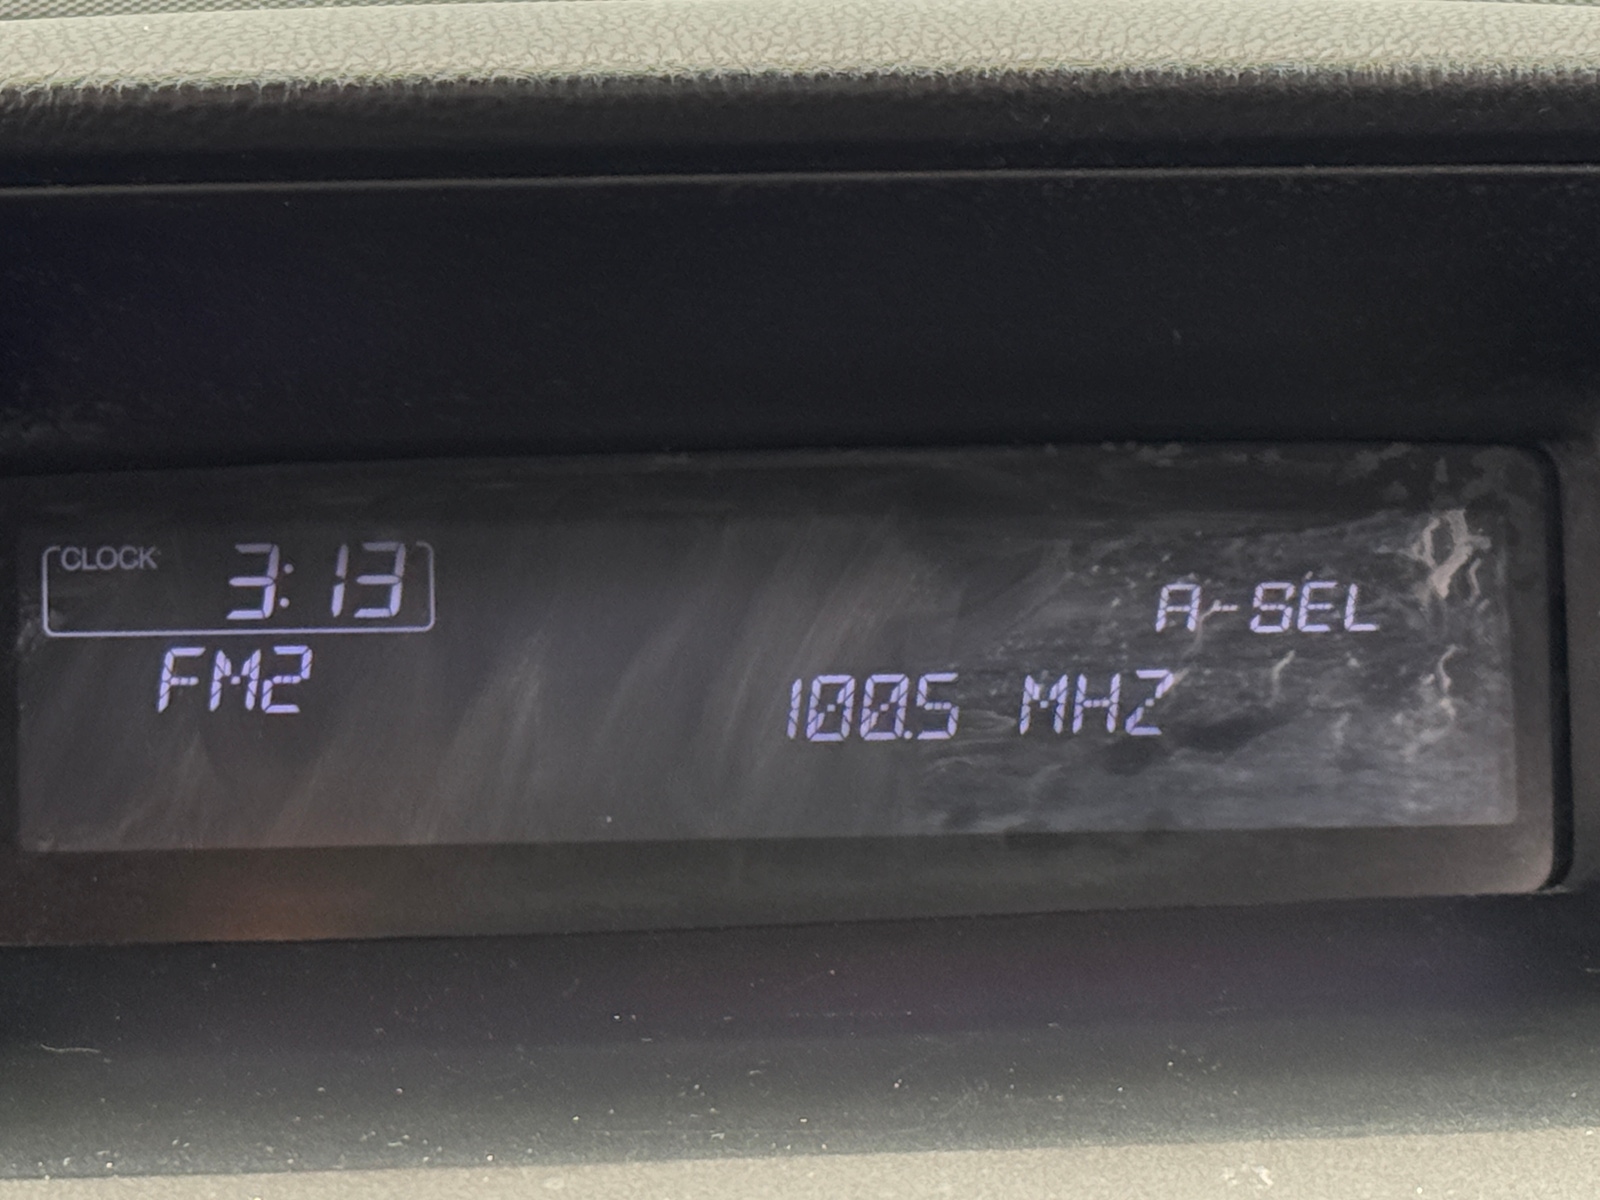 CLOCK 3:13
A-SEL
FM2
100.5 MHZ